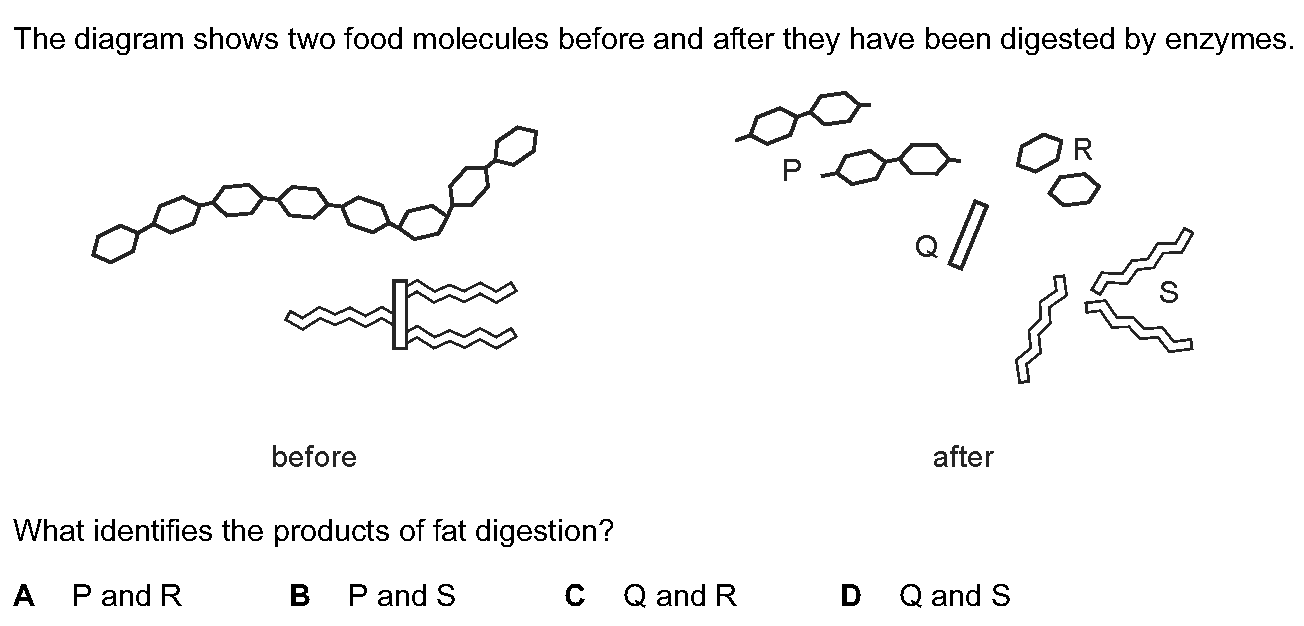 The diagram shows two food molecules before and after they have been digested by enzymes.
P
R
Q
S
before
after
What identifies the products of fat digestion?
A P and R B P and S C Q and R D Q and S